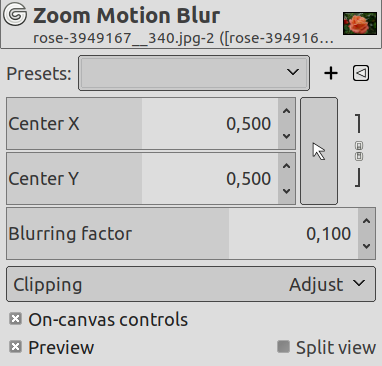 Zoom Motion Blur
rose-3949167__340.jpg-2 ([rose-394916…
Presets:
Center X 0,500
Center Y 0,500
Blurring factor 0,100
Clipping Adjust
On-canvas controls
Preview Split view